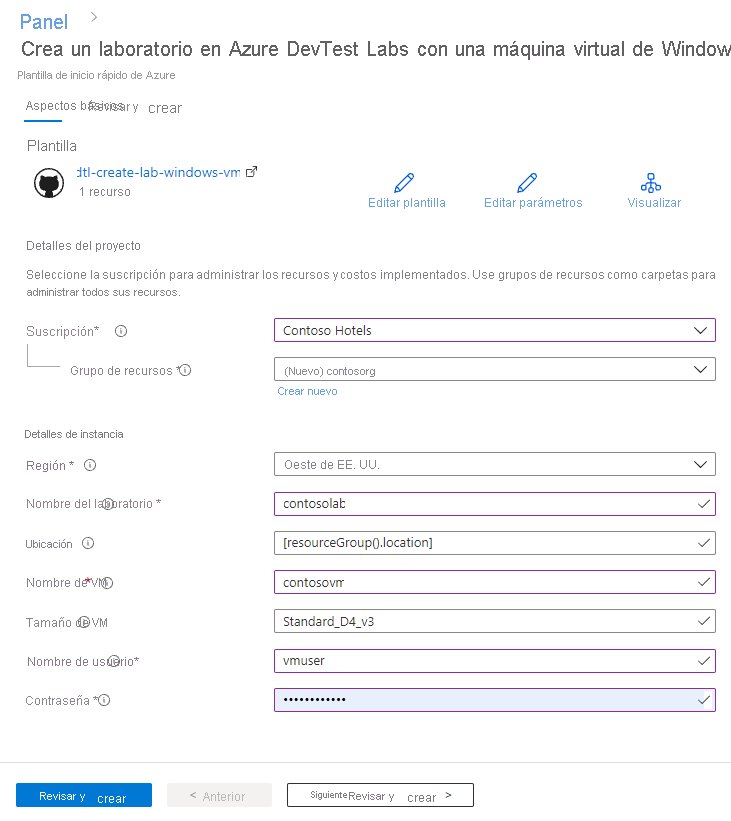 Panel >
Crea un laboratorio en Azure DevTest Labs con una máquina virtual de Window
Plantilla de inicio rápido de Azure
Aspectos básicos Revisar y crear
Plantilla
dtl-create-lab-windows-vm
1 recurso
Editar plantilla Editar parámetros Visualizar
Detalles del proyecto
Seleccione la suscripción para administrar los recursos y costos implementados. Use grupos de recursos como carpetas para
administrar todos sus recursos.
Suscripción* Contoso Hotels
Grupo de recursos * (Nuevo) contosorg
Crear nuevo
Detalles de instancia
Región * Oeste de EE. UU.
Nombre del laboratorio * contosolab
Ubicación [resourceGroup().location]
Nombre de VM * contosovm
Tamaño de VM Standard_D4_v3
Nombre de usuario* vmuser
Contraseña * ••••••••••••
Revisar y crear < Anterior Siguiente Revisar y crear >